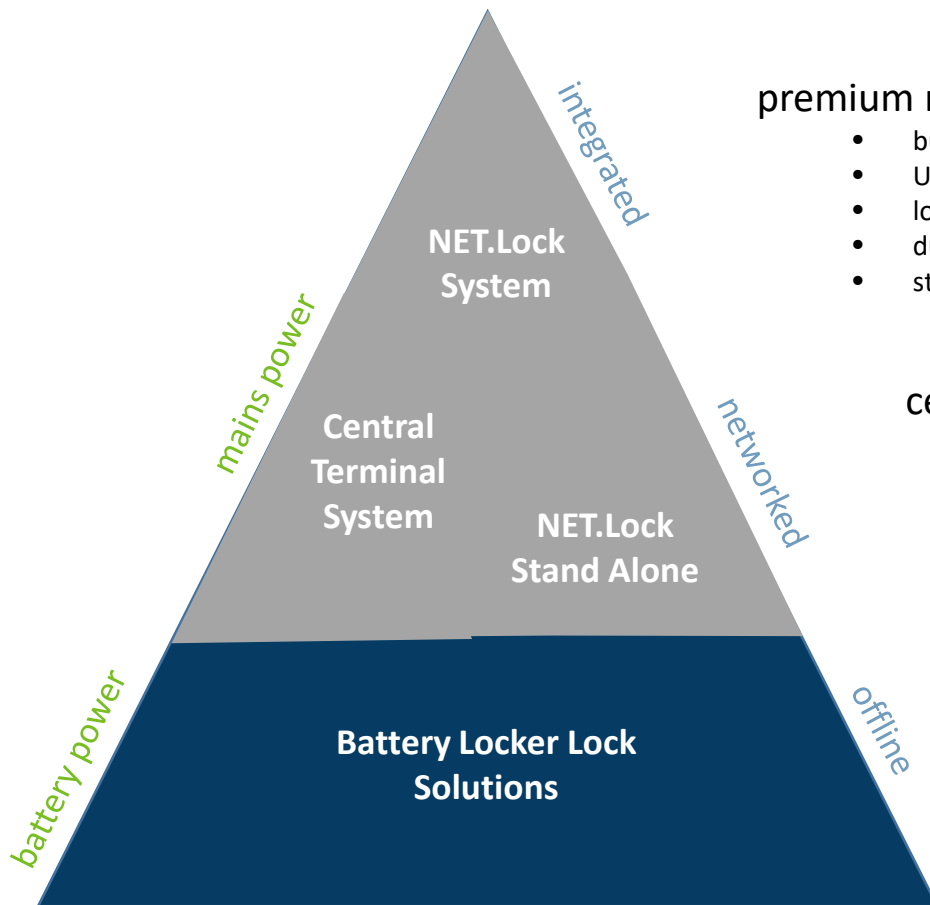 integrated
premium
NET.Lock
System
mains power
Central
Terminal
System
networked
NET.Lock
Stand Alone
battery power
offline
Battery Locker Lock
Solutions